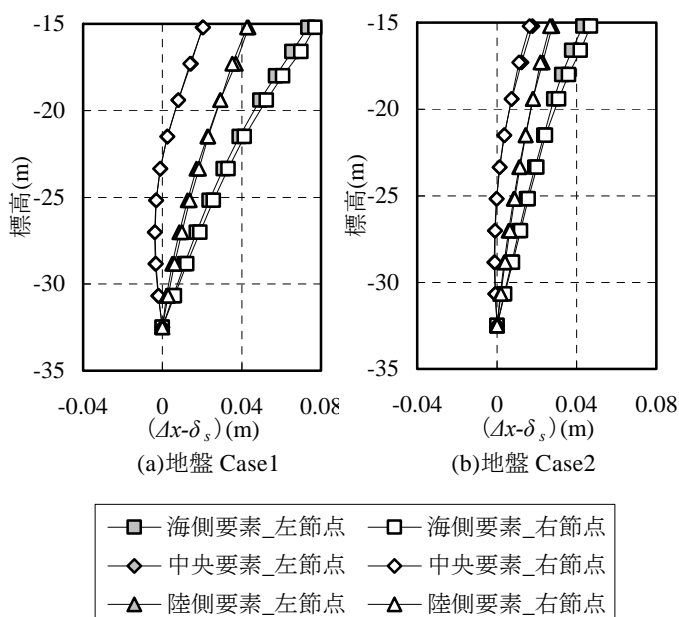 -15
-20
-25
-30
-35
標高(m)
-0.04 0 0.04 0.08
(Δx-δs)(m)
(a)地盤 Case1
-15
-20
-25
-30
-35
標高(m)
-0.04 0 0.04 0.08
(Δx-δs)(m)
(b)地盤 Case2
海側要素_左節点 海側要素_右節点
中央要素_左節点 中央要素_右節点
陸側要素_左節点 陸側要素_右節点